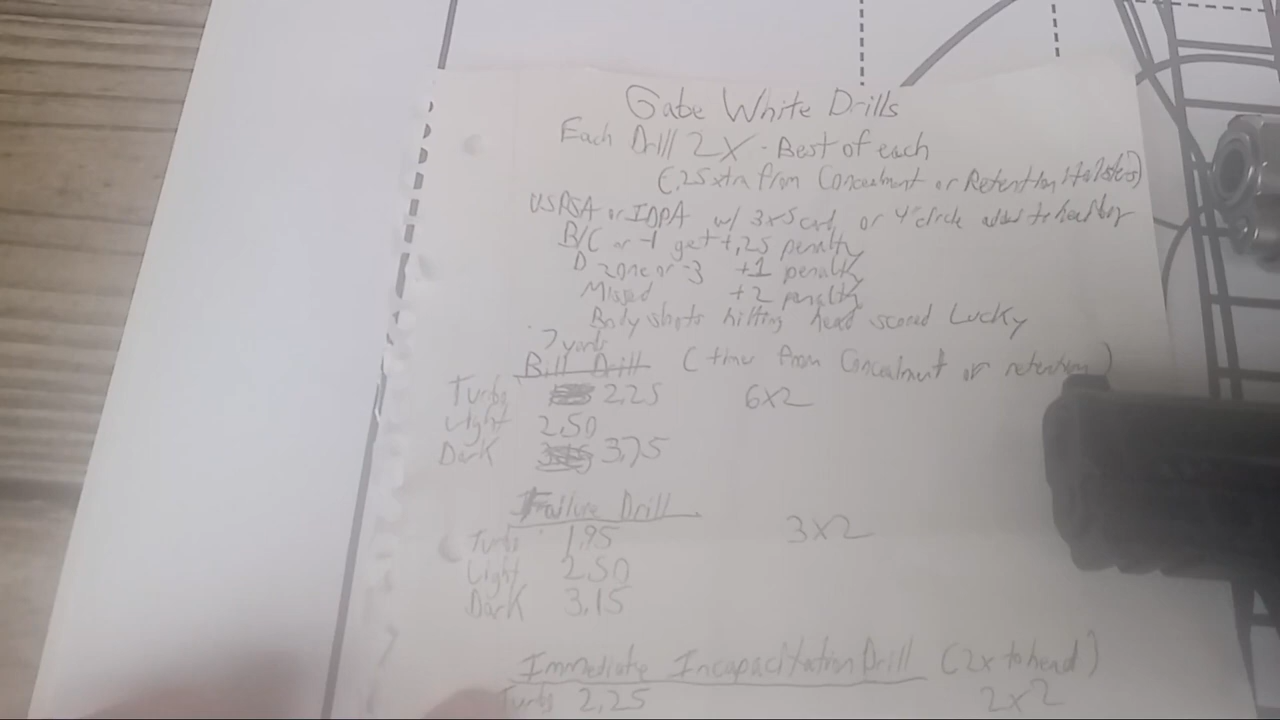 Gabe White Drills
Each Drill 2X - Best of each
(.25 xtra from Concealment or Retention Holsters)
USPSA or IDPA w/ 3x5 card, or 4" circle added to headbox
B/C or -1 get +.25 penalty
D zone or -3 +1 penalty
Missed +2 penalty
Body shots hitting head scored Lucky
7 yards
Bill Drill (times from Concealment or retention)
Turbo 2.25 6x2
Light 2.50
Dark 3.75
Failure Drill
Turbo 1.95 3x2
Light 2.50
Dark 3.15
Immediate Incapacitation Drill (2x to head)
Turbo 2.25 2x2